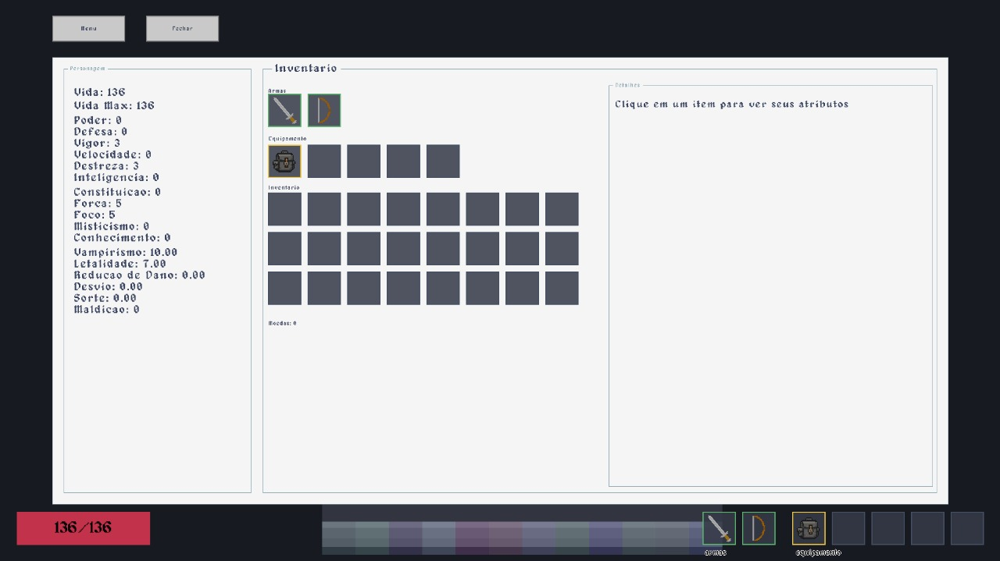 Menu
Fechar
Personagem
Vida: 136
Vida Max: 136
Poder: 0
Defesa: 0
Vigor: 3
Velocidade: 0
Destreza: 3
Inteligencia: 0
Constituicao: 0
Forca: 5
Foco: 5
Misticismo: 0
Conhecimento: 0
Vampirismo: 10.00
Letalidade: 7.00
Reducao de Dano: 0.00
Desvio: 0.00
Sorte: 0.00
Maldicao: 0
Inventario
Armas
Equipamento
Inventario
Moedas: 0
Detalhes
Clique em um item para ver seus atributos
136/136
armas
equipamento